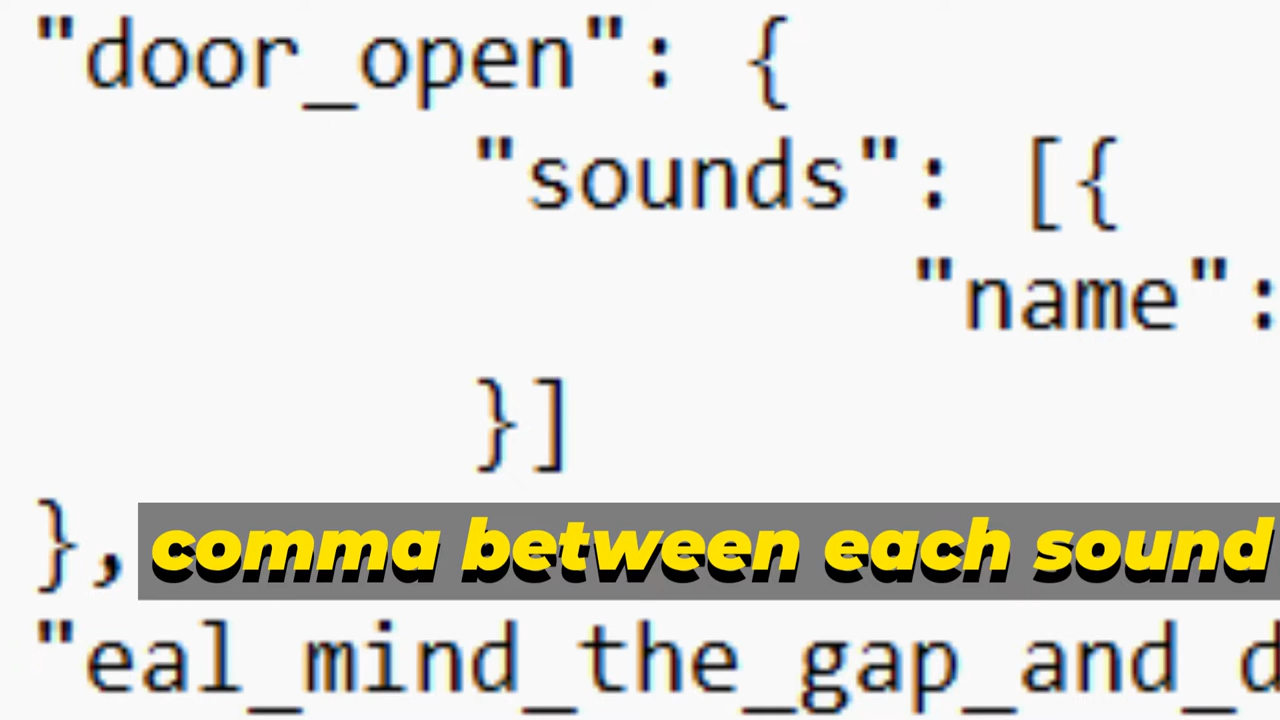 "door_open": {
"sounds": [{
"name":
}]
}, comma between each sound
"eal_mind_the_gap_and_d